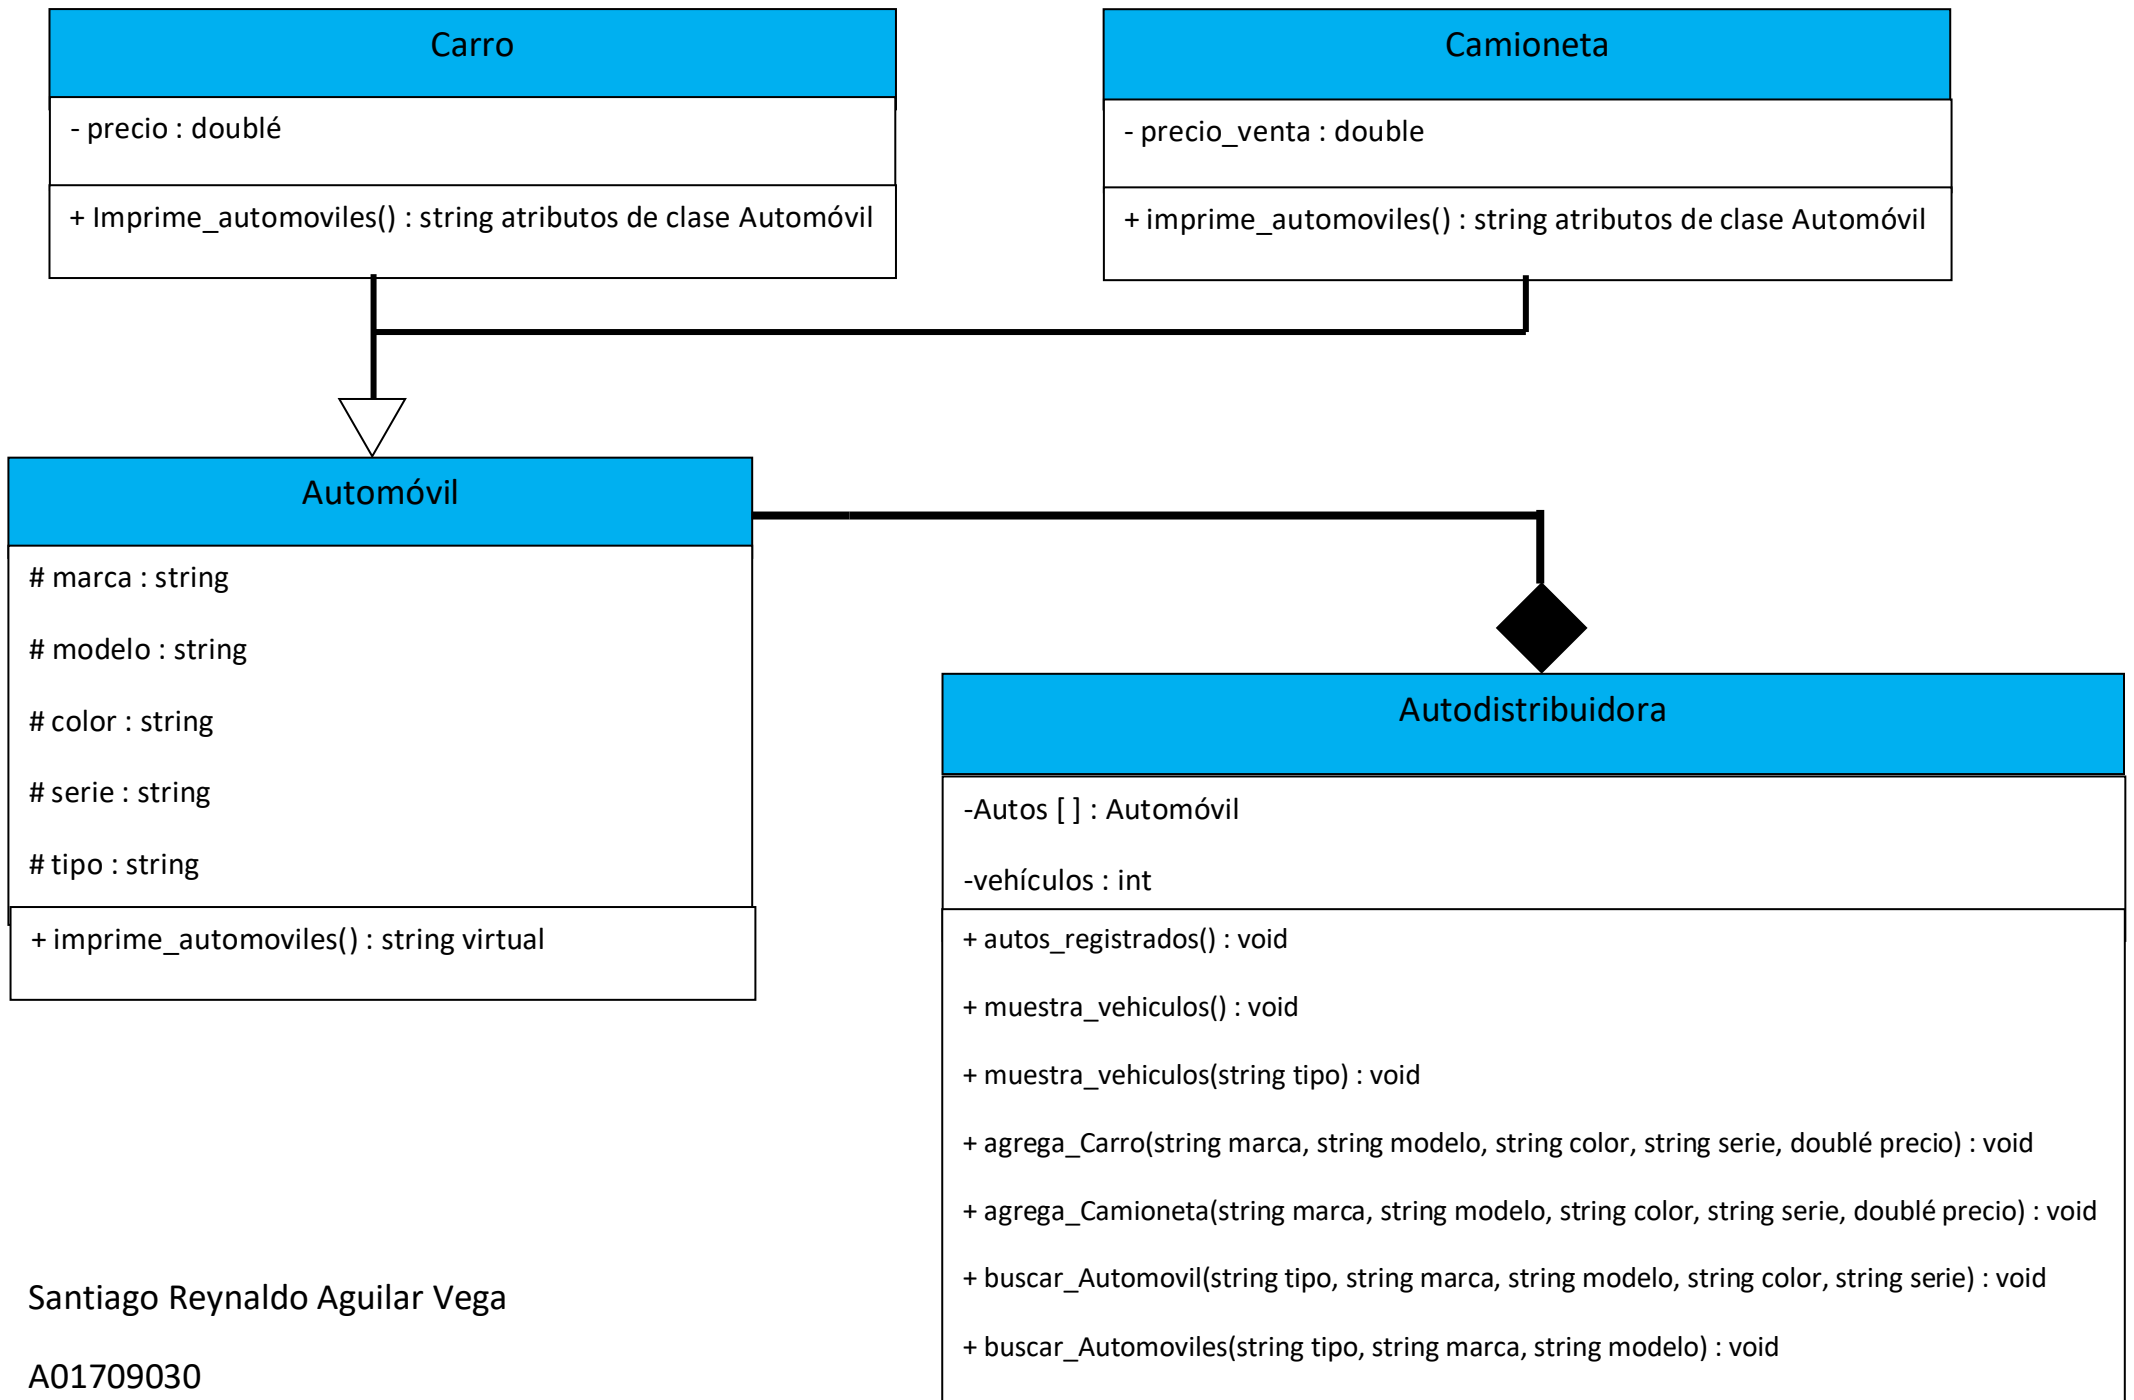 Carro
- precio : doublé
+ Imprime_automoviles() : string atributos de clase Automóvil
Camioneta
- precio_venta : double
+ imprime_automoviles() : string atributos de clase Automóvil
Automóvil
# marca : string
# modelo : string
# color : string
# serie : string
# tipo : string
+ imprime_automoviles() : string virtual
Autodistribuidora
-Autos [ ] : Automóvil
-vehículos : int
+ autos_registrados() : void
+ muestra_vehiculos() : void
+ muestra_vehiculos(string tipo) : void
+ agrega_Carro(string marca, string modelo, string color, string serie, doublé precio) : void
+ agrega_Camioneta(string marca, string modelo, string color, string serie, doublé precio) : void
+ buscar_Automovil(string tipo, string marca, string modelo, string color, string serie) : void
+ buscar_Automoviles(string tipo, string marca, string modelo) : void
Santiago Reynaldo Aguilar Vega
A01709030